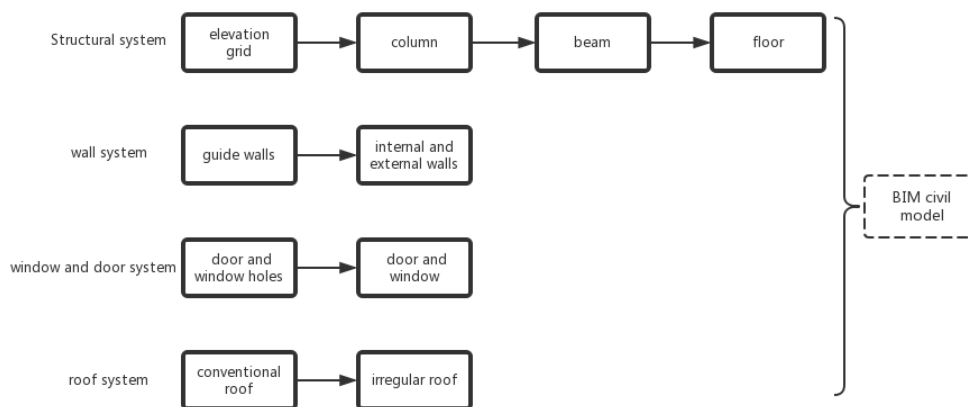 Structural system
elevation
grid
column
beam
floor
wall system
guide walls
internal and
external walls
BIM civil
model
window and door system
door and
window holes
door and
window
roof system
conventional
roof
irregular roof